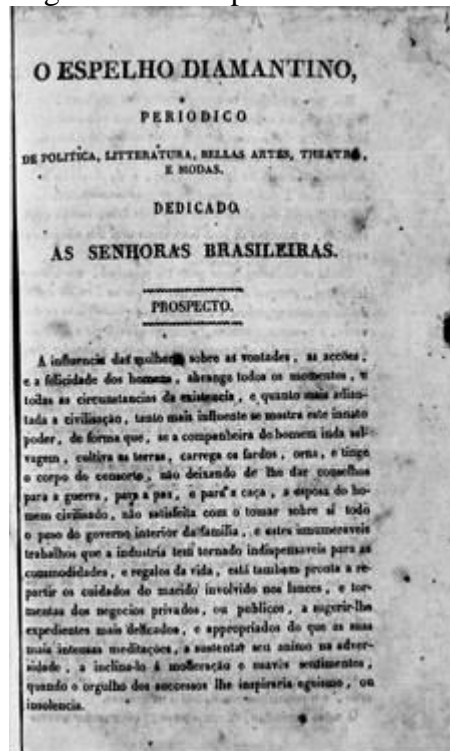 O ESPELHO DIAMANTINO,
PERIODICO
DE POLITICA, LITTERATURA, BELLAS ARTES, THEATRO,
E MODAS.
DEDICADO
AS SENHORAS BRASILEIRAS.
PROSPECTO.
A influencia das mulheres sobre as vontades, as acções,
e a felicidade dos homens, abrange todos os momentos, e
todas as circumstancias da existencia, e quanto mais adian-
tada a civilisação, tanto mais influente se mostra este innato
poder, de forma que, se a companheira do homem inda sel-
vagem, cultiva as terras, carrega os fardos, orna, e tinge
o corpo do consorte, não deixando de lhe dar conselhos
para a guerra, para a paz, e para a caça, a esposa do ho-
mem civilisado, não satisfeita com o tomar sobre si todo
o peso do governo interior da familia, e estes innumeraveis
trabalhos que a industria tem tornado indispensaveis para as
commodidades, e regalos da vida, está tambem pronta a re-
partir os cuidados do marido involvido nos lances, e tor-
mentas dos negocios privados, ou publicos, a sugerir-lhe
expedientes mais delicados, e appropriados do que as suas
mais intensas meditações, a sustentar seu animo na adver-
sidade, a inclina-lo á moderação e suaves sentimentos,
quando o orgulho dos successos lhe inspiraria egoismo, ou
insolencia.